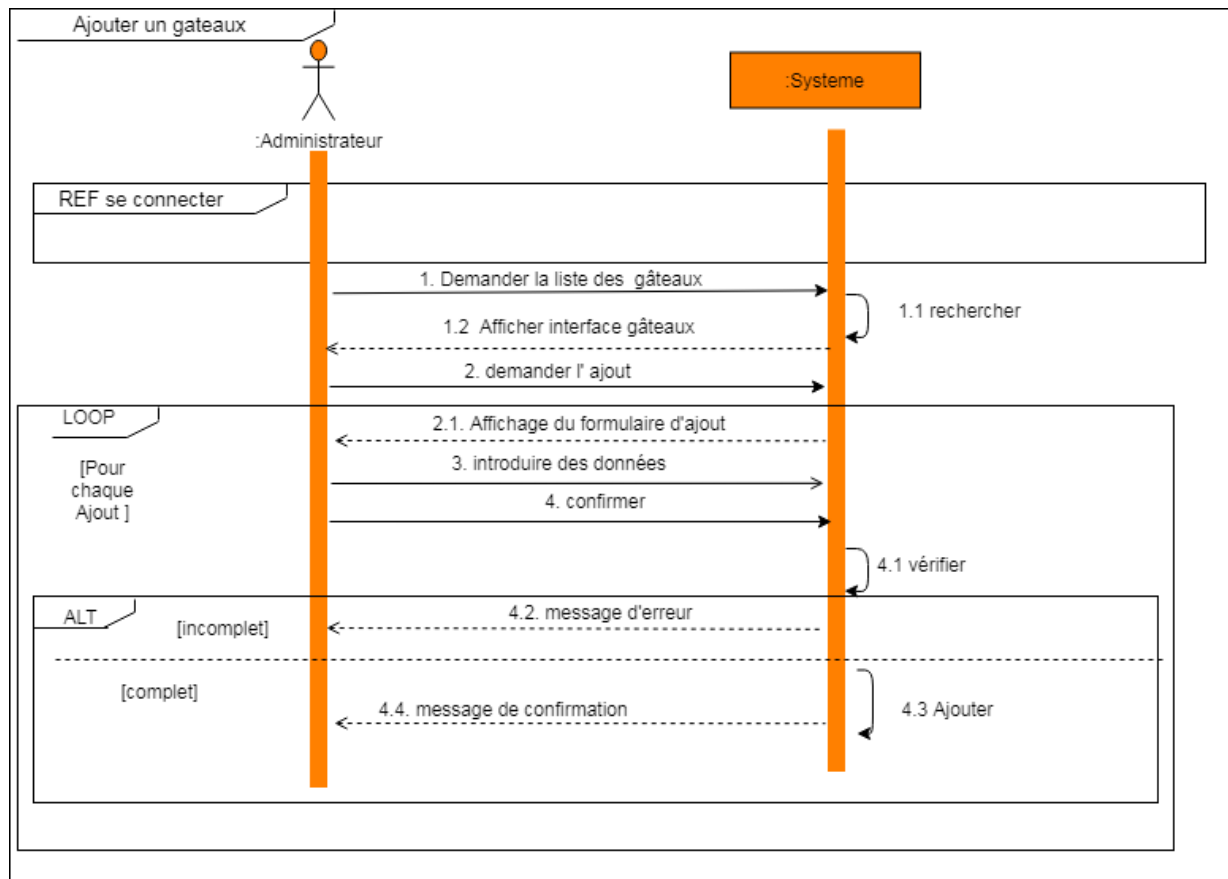 Ajouter un gateaux
:Systeme
:Administrateur
REF se connecter
1. Demander la liste des gâteaux
1.1 rechercher
1.2 Afficher interface gâteaux
2. demander l' ajout
LOOP
2.1. Affichage du formulaire d'ajout
[Pour
chaque
Ajout ]
3. introduire des données
4. confirmer
4.1 vérifier
ALT
[incomplet]
4.2. message d'erreur
[complet]
4.4. message de confirmation
4.3 Ajouter